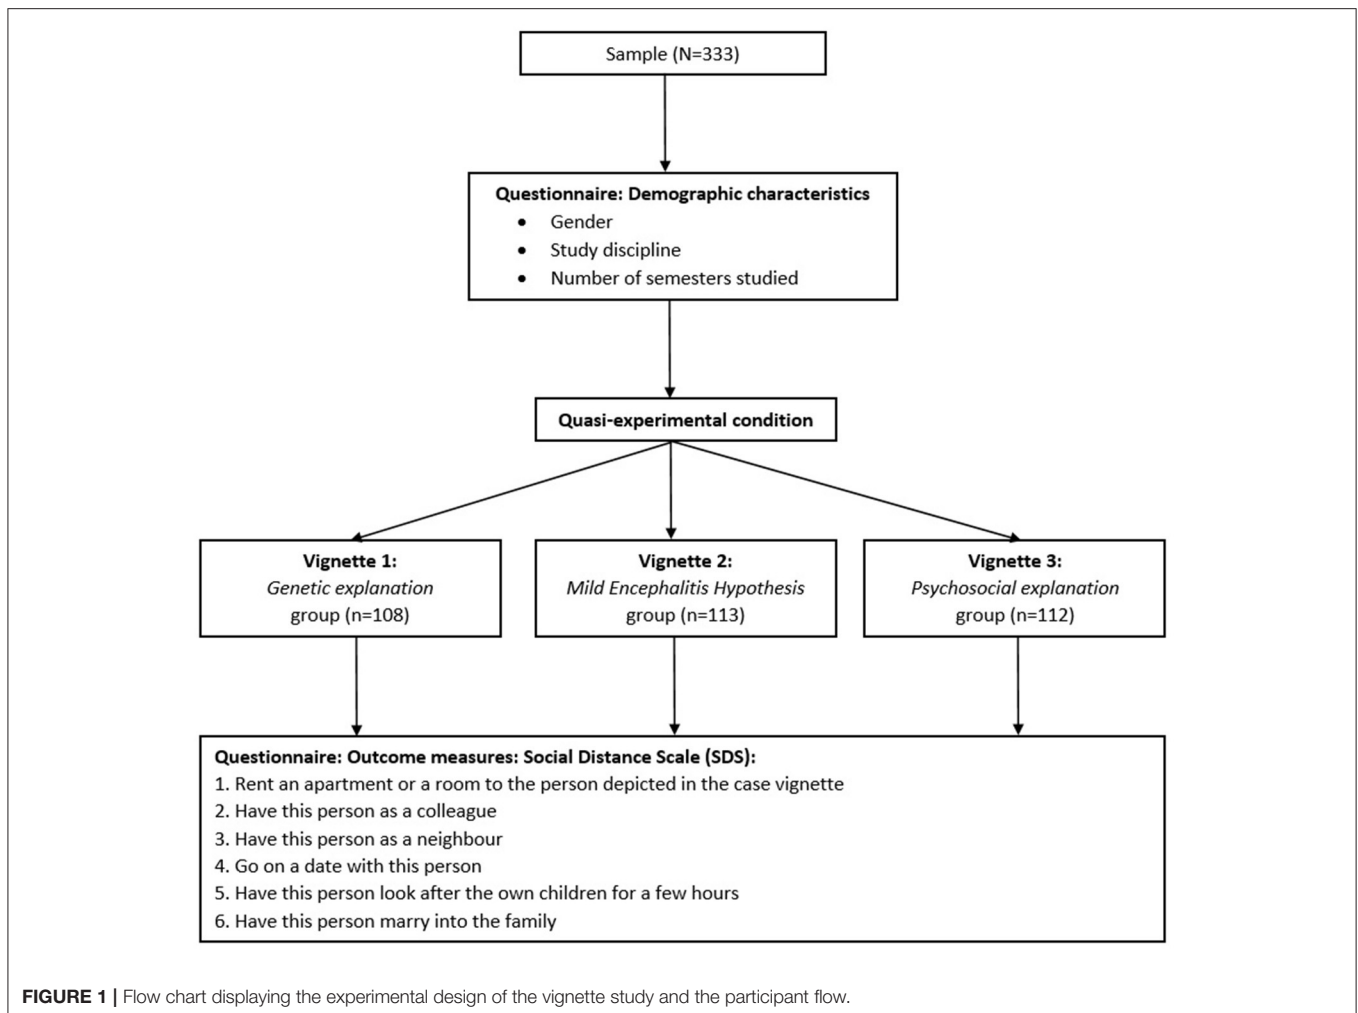 Sample (N=333)
Questionnaire: Demographic characteristics
• Gender
• Study discipline
• Number of semesters studied
Quasi-experimental condition
Vignette 1:
Genetic explanation
group (n=108)
Vignette 2:
Mild Encephalitis Hypothesis
group (n=113)
Vignette 3:
Psychosocial explanation
group (n=112)
Questionnaire: Outcome measures: Social Distance Scale (SDS):
1. Rent an apartment or a room to the person depicted in the case vignette
2. Have this person as a colleague
3. Have this person as a neighbour
4. Go on a date with this person
5. Have this person look after the own children for a few hours
6. Have this person marry into the family
FIGURE 1 | Flow chart displaying the experimental design of the vignette study and the participant flow.